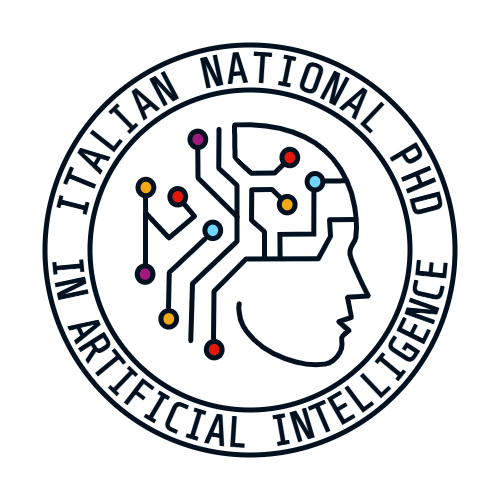 ITALIAN NATIONAL PHD
IN ARTIFICIAL INTELLIGENCE